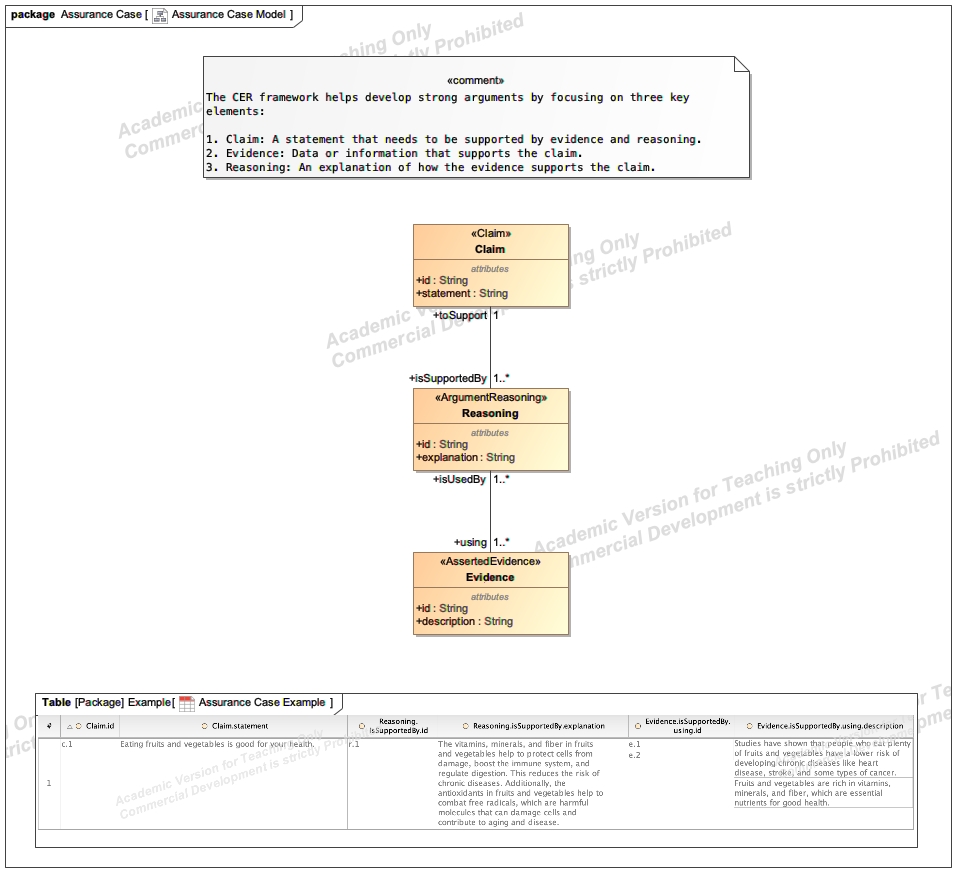 package Assurance Case [ Assurance Case Model ]
«comment»
The CER framework helps develop strong arguments by focusing on three key
elements:
1. Claim: A statement that needs to be supported by evidence and reasoning.
2. Evidence: Data or information that supports the claim.
3. Reasoning: An explanation of how the evidence supports the claim.
«Claim»
Claim
attributes
+id : String
+statement : String
+toSupport 1
+isSupportedBy 1..*
«ArgumentReasoning»
Reasoning
attributes
+id : String
+explanation : String
+isUsedBy 1..*
+using 1..*
«AssertedEvidence»
Evidence
attributes
+id : String
+description : String
Academic Version for Teaching Only
Commercial Development is strictly Prohibited
Table [Package] Example[ Assurance Case Example ]
# Claim.id Claim.statement Reasoning.isSupportedBy.id Reasoning.isSupportedBy.explanation Evidence.isSupportedBy.using.id Evidence.isSupportedBy.using.description
1
c.1
Eating fruits and vegetables is good for your health.
r.1
The vitamins, minerals, and fiber in fruits
and vegetables help to protect cells from
damage, boost the immune system, and
regulate digestion. This reduces the risk of
chronic diseases. Additionally, the
antioxidants in fruits and vegetables help to
combat free radicals, which are harmful
molecules that can damage cells and
contribute to aging and disease.
e.1
e.2
Studies have shown that people who eat plenty
of fruits and vegetables have a lower risk of
developing chronic diseases like heart
disease, stroke, and some types of cancer.
Fruits and vegetables are rich in vitamins,
minerals, and fiber, which are essential
nutrients for good health.
Academic Version for Teaching Only
Commercial Development is strictly Prohibited